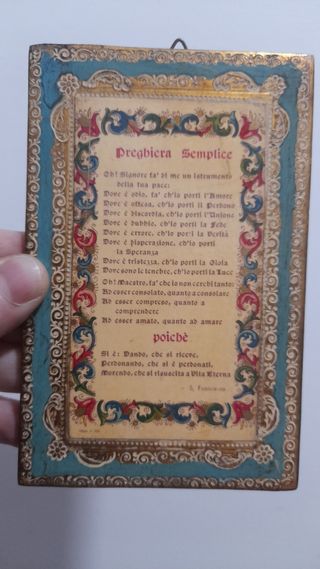 Preghiera Semplice
Oh! Signore fa' di me un istrumento
della tua pace:
Dove è odio, fa' ch'io porti l'Amore
Dove è offesa, ch'io porti il Perdono
Dove è discordia, ch'io porti l'Unione
Dove è dubbio, ch'io porti la Fede
Dove è errore, ch'io porti la Verità
Dove è disperazione, ch'io porti
la Speranza
Dove è tristezza, ch'io porti la Gioia
Dove sono le tenebre, ch'io porti la Luce
Oh! Maestro, fa' che io non cerchi tanto:
Ad esser consolato, quanto a consolare
Ad esser compreso, quanto a
comprendere
Ad esser amato, quanto ad amare
poichè
Si è: Dando, che si riceve,
Perdonando, che si è perdonati,
Morendo, che si risuscita a Vita Eterna
- S. Francesco